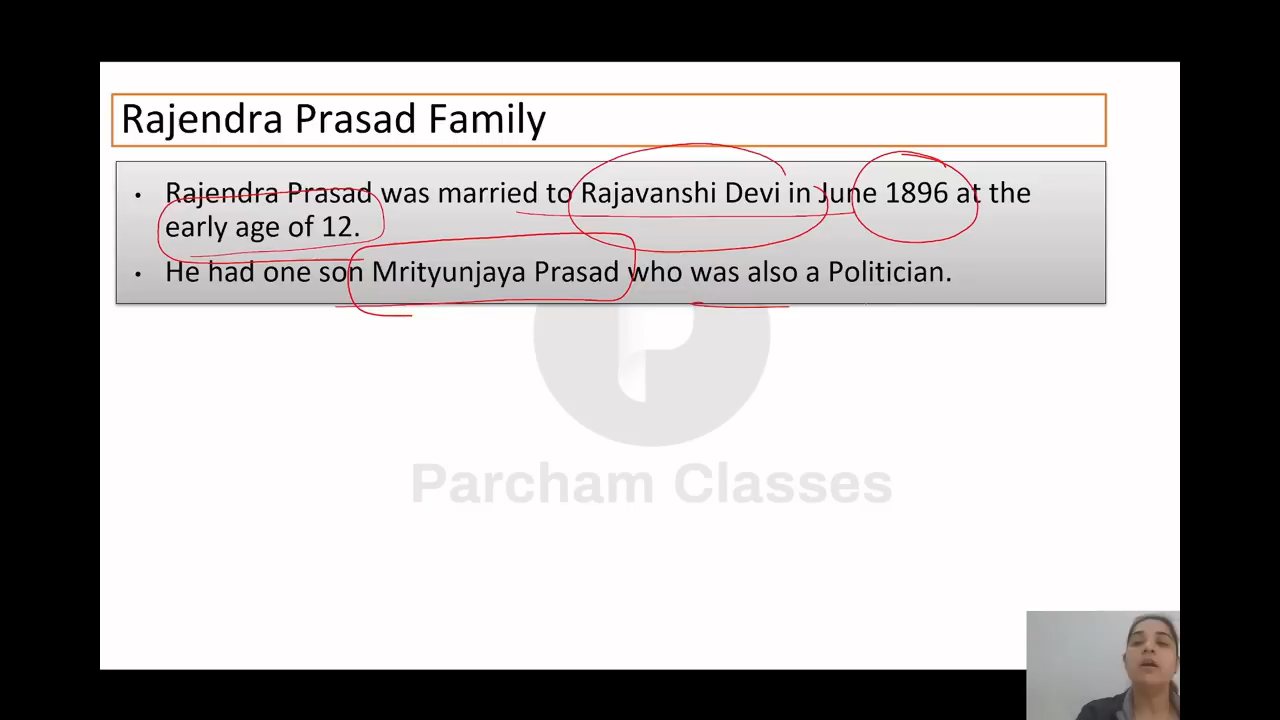 Rajendra Prasad Family
• Rajendra Prasad was married to Rajavanshi Devi in June 1896 at the
early age of 12.
• He had one son Mrityunjaya Prasad who was also a Politician.
P
Parcham Classes